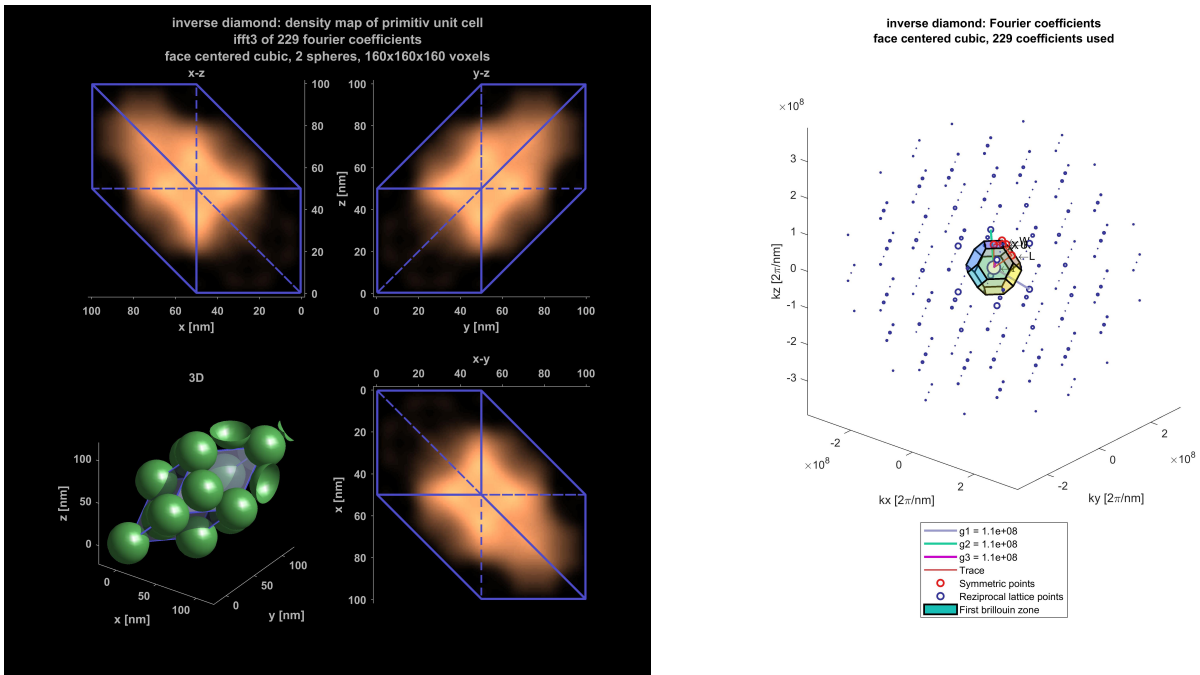 inverse diamond: density map of primitiv unit cell
ifft3 of 229 fourier coefficients
face centered cubic, 2 spheres, 160x160x160 voxels
x-z
100
80
60
40
20
0
100 80 60 40 20 0
x [nm]
y-z
100
80
60
40
20
0
z [nm]
0 20 40 60 80 100
y [nm]
3D
100
50
0
z [nm]
0
50
100
x [nm]
0
50
100
y [nm]
x-y
0 20 40 60 80 100
0
20
40
60
80
100
x [nm]
inverse diamond: Fourier coefficients
face centered cubic, 229 coefficients used
×10⁸
3
2
1
0
-1
-2
-3
kz [2π/nm]
X
W
L
-2
0
2
×10⁸
kx [2π/nm]
2
0
-2
×10⁸
ky [2π/nm]
g1 = 1.1e+08
g2 = 1.1e+08
g3 = 1.1e+08
Trace
Symmetric points
Reziprocal lattice points
First brillouin zone